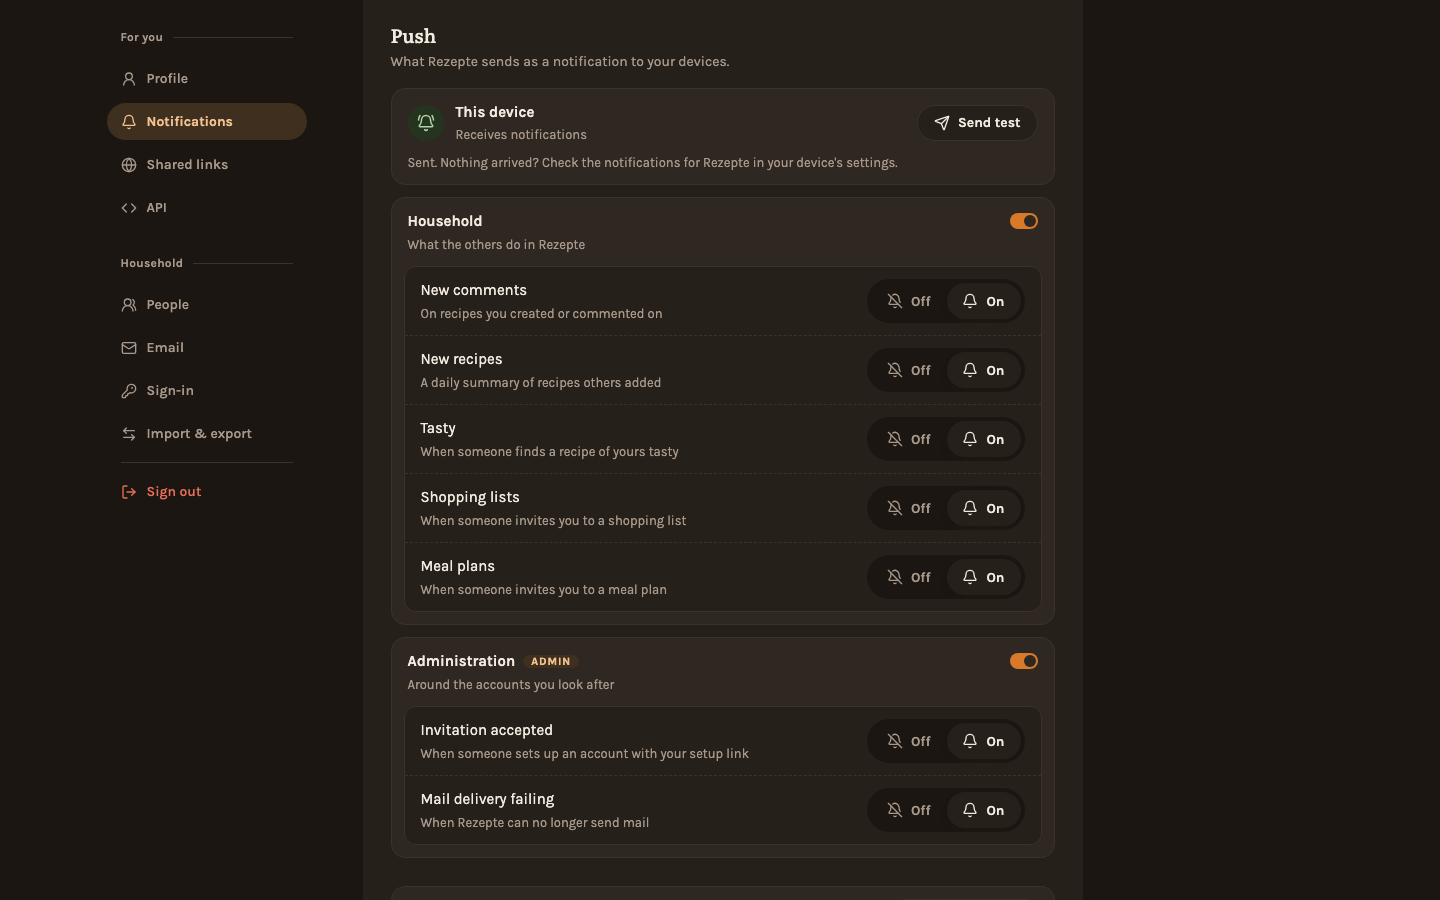 For you
Profile
Notifications
Shared links
API
Household
People
Email
Sign-in
Import & export
Sign out
Push
What Rezepte sends as a notification to your devices.
This device
Receives notifications
Send test
Sent. Nothing arrived? Check the notifications for Rezepte in your device's settings.
Household
What the others do in Rezepte
New comments
On recipes you created or commented on
Off On
New recipes
A daily summary of recipes others added
Off On
Tasty
When someone finds a recipe of yours tasty
Off On
Shopping lists
When someone invites you to a shopping list
Off On
Meal plans
When someone invites you to a meal plan
Off On
Administration ADMIN
Around the accounts you look after
Invitation accepted
When someone sets up an account with your setup link
Off On
Mail delivery failing
When Rezepte can no longer send mail
Off On